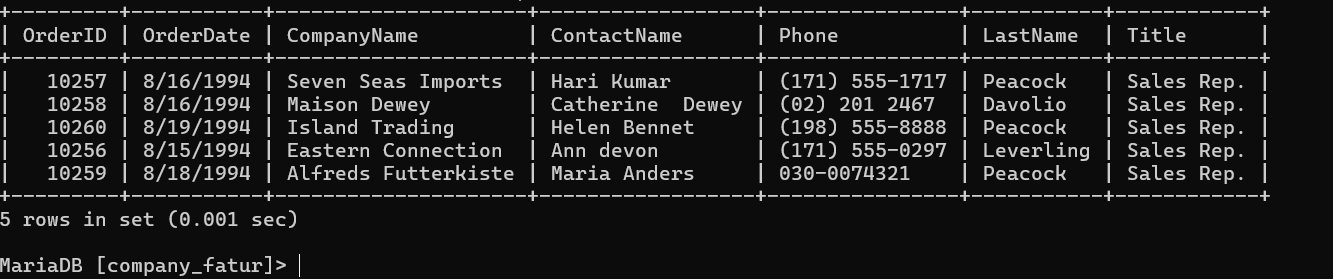 +---------+-----------+--------------------+------------------+----------------+-----------+------------+
| OrderID | OrderDate | CompanyName        | ContactName      | Phone          | LastName  | Title      |
+---------+-----------+--------------------+------------------+----------------+-----------+------------+
|   10257 | 8/16/1994 | Seven Seas Imports | Hari Kumar       | (171) 555-1717 | Peacock   | Sales Rep. |
|   10258 | 8/16/1994 | Maison Dewey       | Catherine  Dewey | (02) 201 2467  | Davolio   | Sales Rep. |
|   10260 | 8/19/1994 | Island Trading     | Helen Bennet     | (198) 555-8888 | Peacock   | Sales Rep. |
|   10256 | 8/15/1994 | Eastern Connection | Ann devon        | (171) 555-0297 | Leverling | Sales Rep. |
|   10259 | 8/18/1994 | Alfreds Futterkiste | Maria Anders     | 030-0074321    | Peacock   | Sales Rep. |
+---------+-----------+--------------------+------------------+----------------+-----------+------------+
5 rows in set (0.001 sec)
MariaDB [company_fatur]>